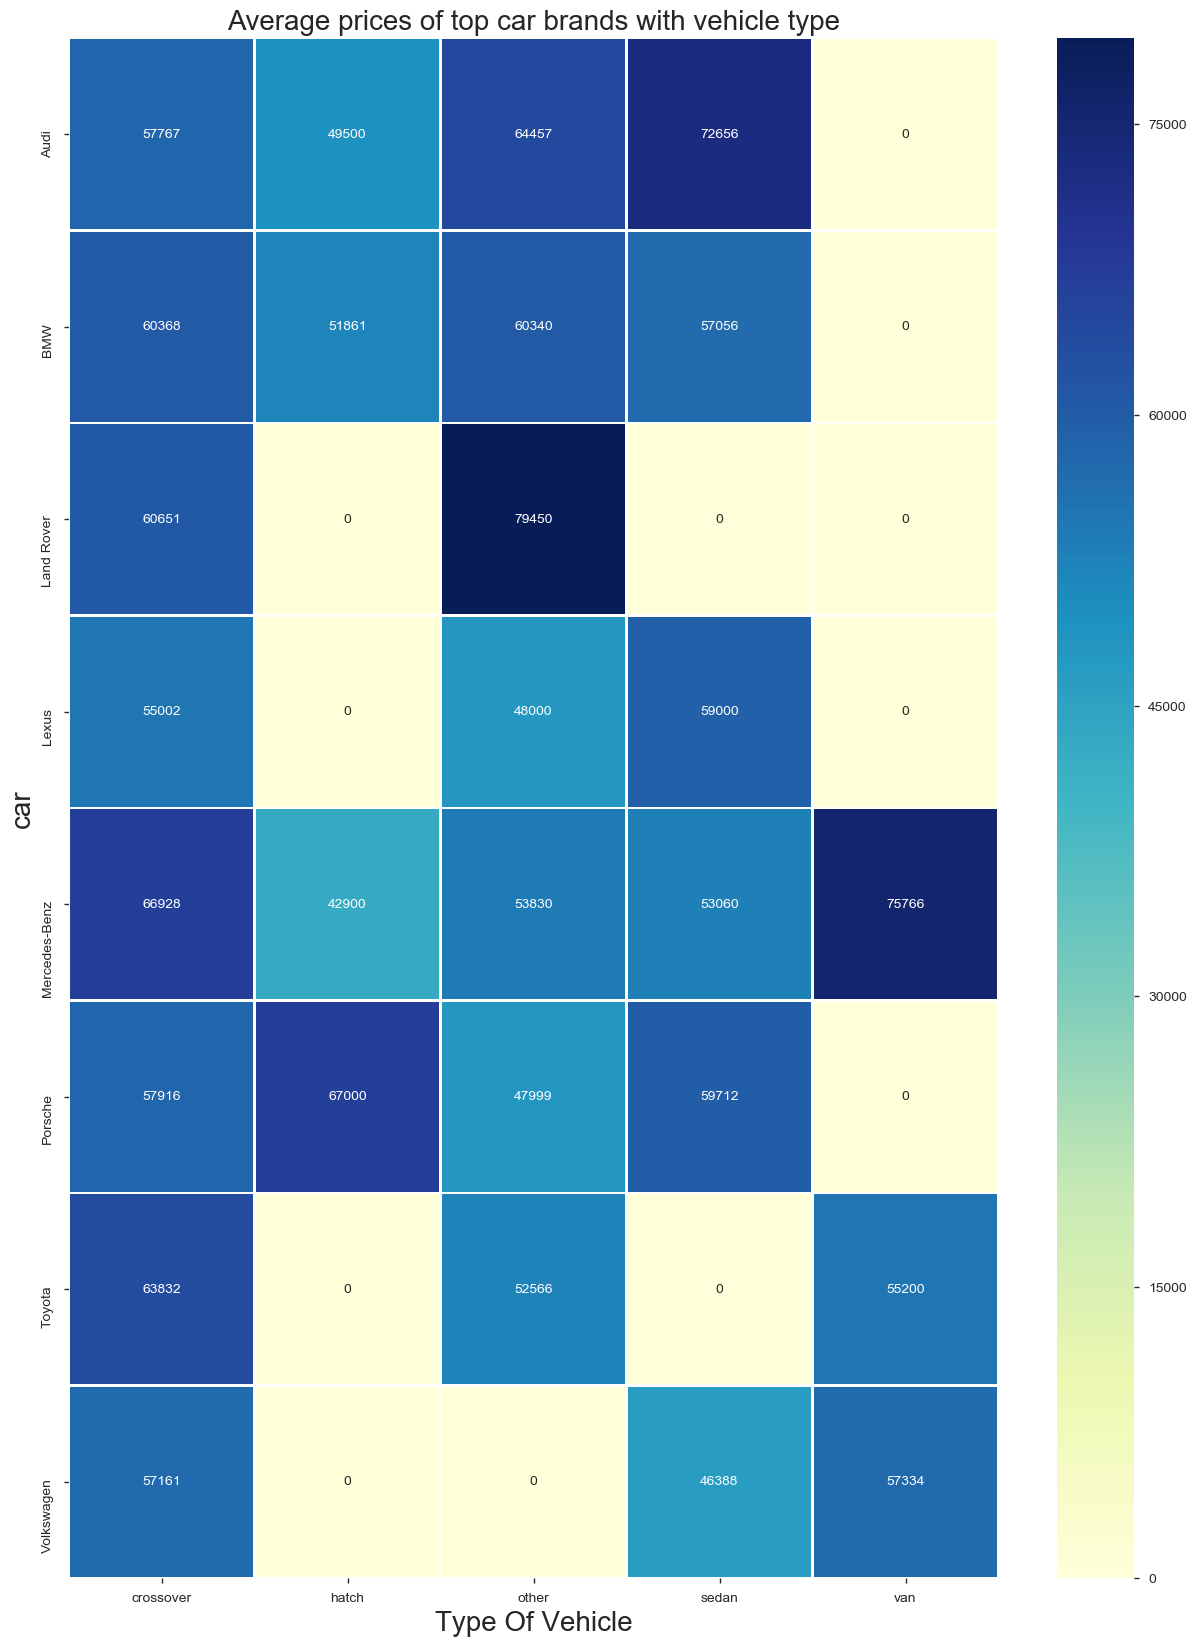 Average prices of top car brands with vehicle type
car
Audi 57767 49500 64457 72656 0
BMW 60368 51861 60340 57056 0
Land Rover 60651 0 79450 0 0
Lexus 55002 0 48000 59000 0
Mercedes-Benz 66928 42900 53830 53060 75766
Porsche 57916 67000 47999 59712 0
Toyota 63832 0 52566 0 55200
Volkswagen 57161 0 0 46388 57334
crossover hatch other sedan van
Type Of Vehicle
75000
60000
45000
30000
15000
0